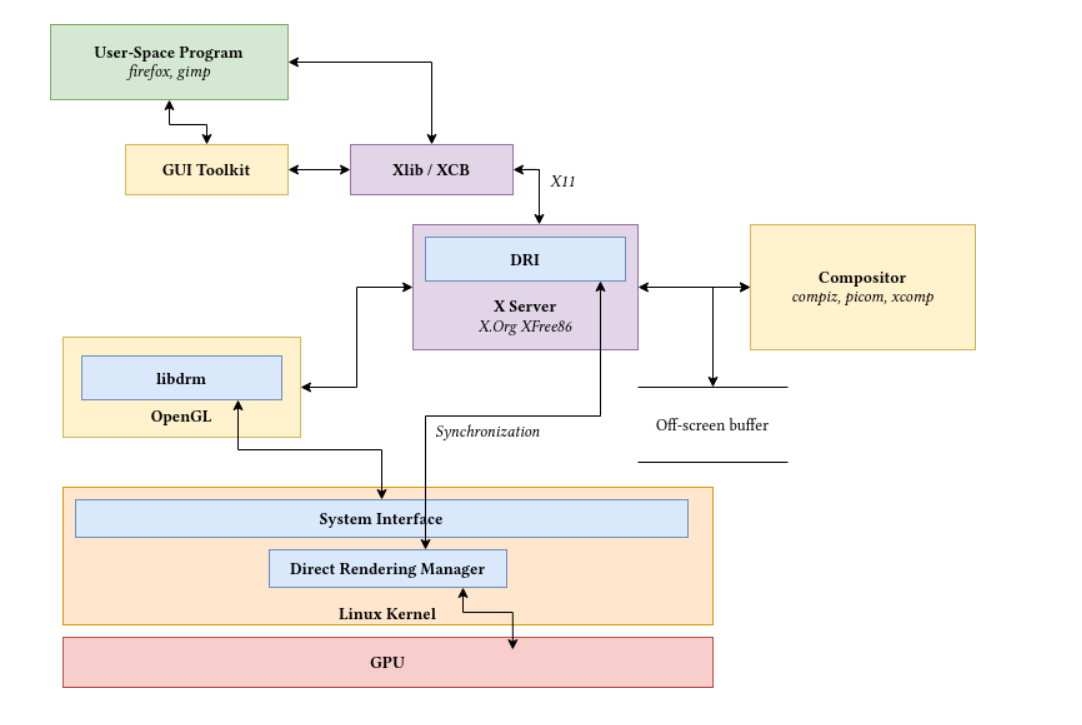 User-Space Program
firefox, gimp
GUI Toolkit
Xlib / XCB
X11
DRI
X Server
X.Org XFree86
Compositor
compiz, picom, xcomp
libdrm
OpenGL
Synchronization
Off-screen buffer
System Interface
Direct Rendering Manager
Linux Kernel
GPU